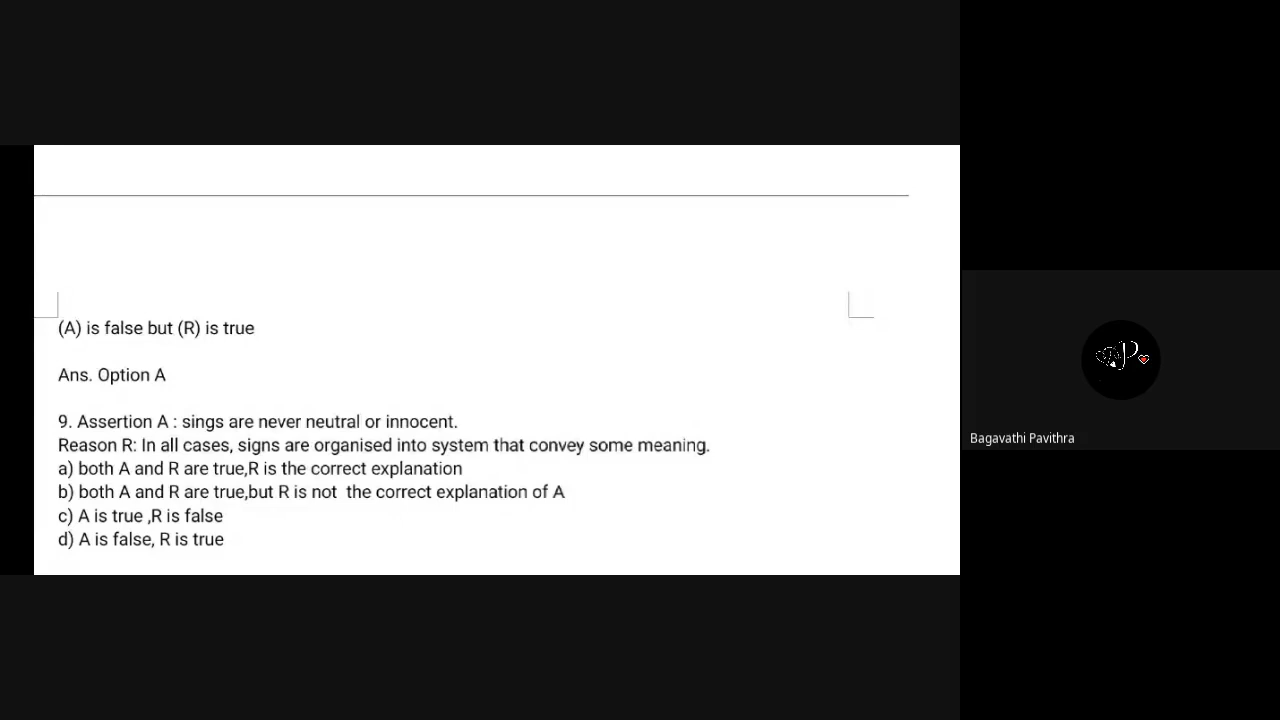 (A) is false but (R) is true
Ans. Option A
9. Assertion A : sings are never neutral or innocent.
Reason R: In all cases, signs are organised into system that convey some meaning.
a) both A and R are true,R is the correct explanation
b) both A and R are true,but R is not  the correct explanation of A
c) A is true ,R is false
d) A is false, R is true
Bagavathi Pavithra